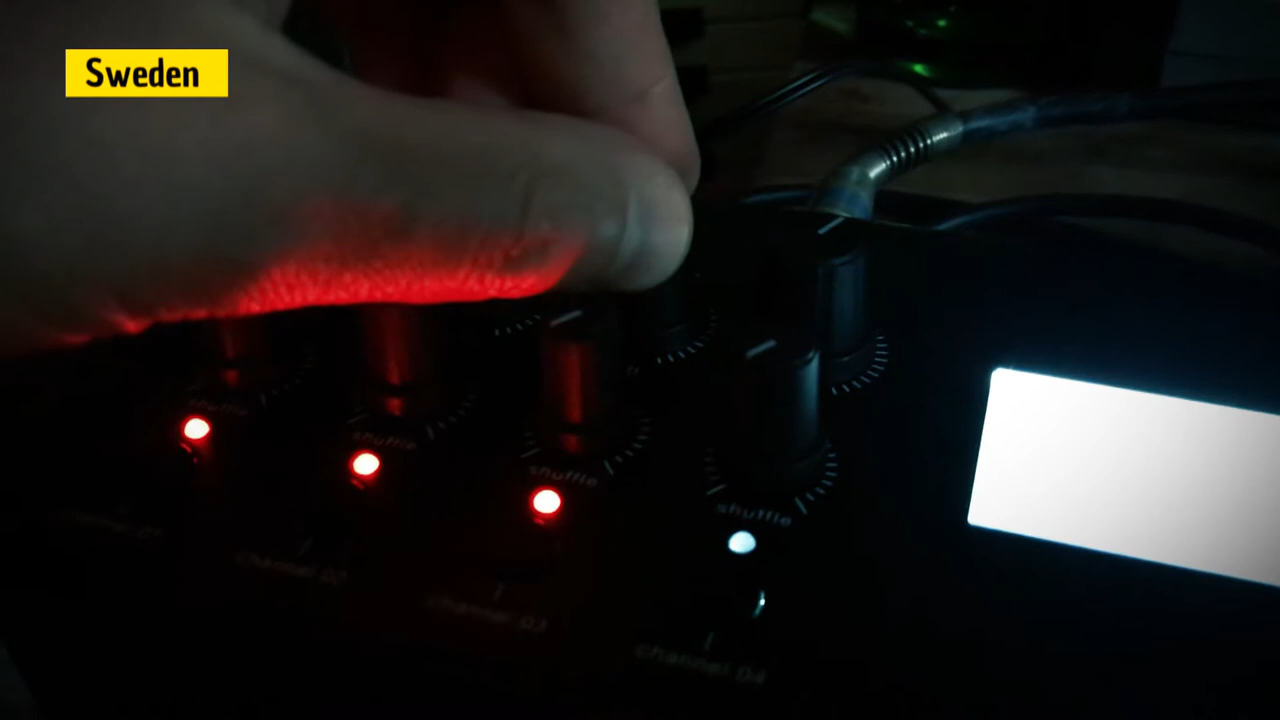 Sweden
shuffle
shuffle
shuffle
shuffle
channel 02
channel 03
channel 04